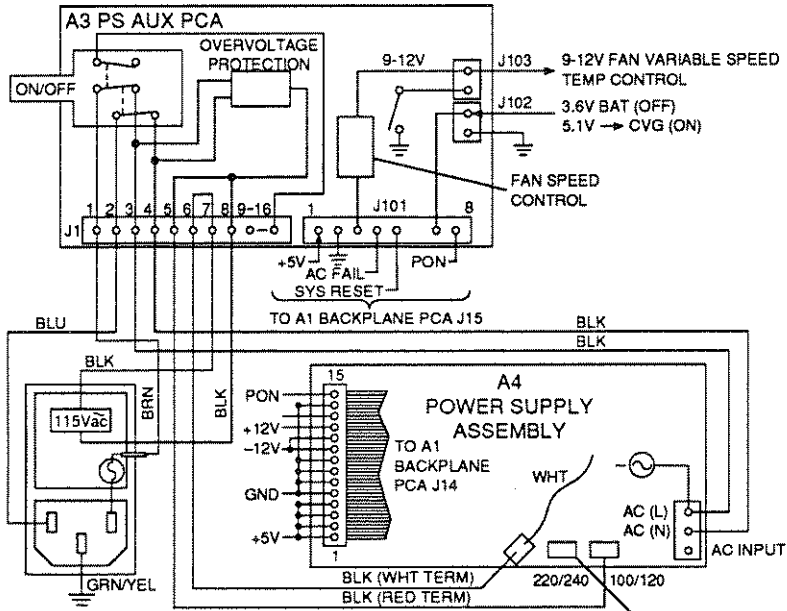 A3 PS AUX PCA
OVERVOLTAGE
PROTECTION
ON/OFF
9-12V
J103
9-12V FAN VARIABLE SPEED
TEMP CONTROL
J102
3.6V BAT (OFF)
5.1V → CVG (ON)
FAN SPEED
CONTROL
1 2 3 4 5 6 7 8 9-16
J1
1 J101 8
+5V
AC FAIL
SYS RESET
PON
TO A1 BACKPLANE PCA J15
BLU
BLK
BLK
BRN
BLK
BLK
115Vac
GRN/YEL
15
PON
+12V
-12V
GND
+5V
1
TO A1
BACKPLANE
PCA J14
A4
POWER SUPPLY
ASSEMBLY
WHT
AC (L)
AC (N)
AC INPUT
220/240
100/120
BLK (WHT TERM)
BLK (RED TERM)